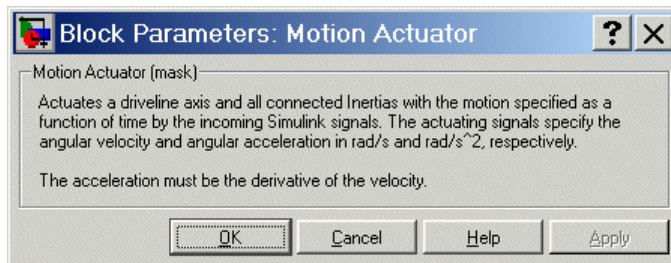 Block Parameters: Motion Actuator
Motion Actuator (mask)
Actuates a driveline axis and all connected Inertias with the motion specified as a
function of time by the incoming Simulink signals. The actuating signals specify the
angular velocity and angular acceleration in rad/s and rad/s^2, respectively.
The acceleration must be the derivative of the velocity.
OK Cancel Help Apply